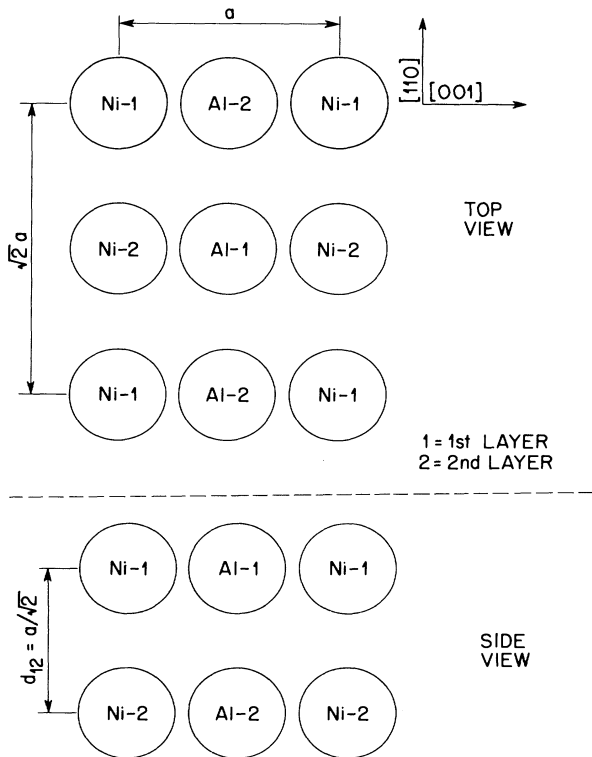 a
Ni-1 Al-2 Ni-1
[110]
[001]
√2 a
Ni-2 Al-1 Ni-2
TOP
VIEW
Ni-1 Al-2 Ni-1
1 = 1st LAYER
2 = 2nd LAYER
Ni-1 Al-1 Ni-1
d12 = a/√2
SIDE
VIEW
Ni-2 Al-2 Ni-2